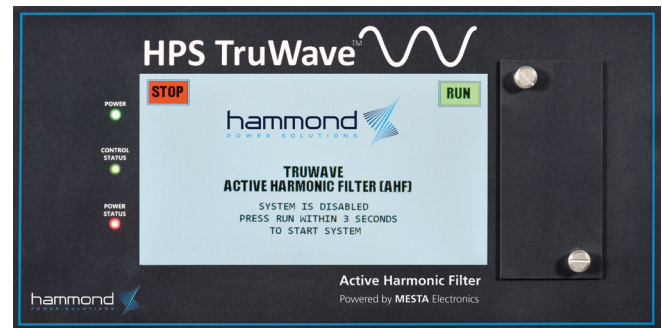 HPS TruWave™
STOP
RUN
hammond
POWER SOLUTIONS
POWER
CONTROL
STATUS
POWER
STATUS
TRUWAVE
ACTIVE HARMONIC FILTER (AHF)
SYSTEM IS DISABLED
PRESS RUN WITHIN 3 SECONDS
TO START SYSTEM
Active Harmonic Filter
Powered by MESTA Electronics
hammond
POWER SOLUTIONS